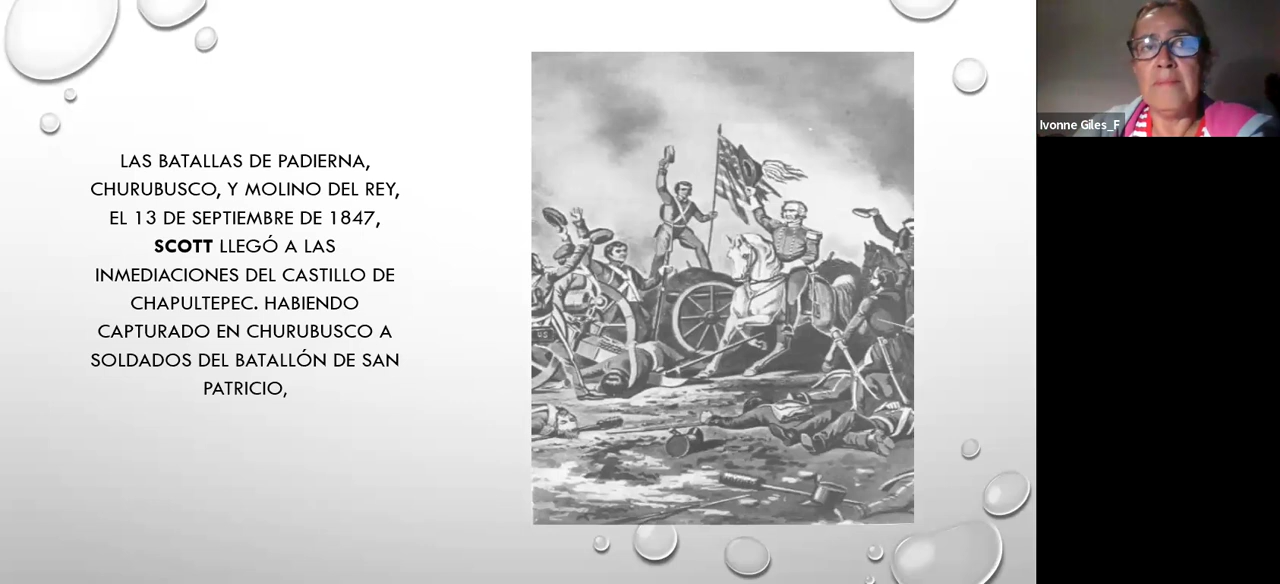 LAS BATALLAS DE PADIERNA,
CHURUBUSCO, Y MOLINO DEL REY,
EL 13 DE SEPTIEMBRE DE 1847,
SCOTT LLEGÓ A LAS
INMEDIACIONES DEL CASTILLO DE
CHAPULTEPEC. HABIENDO
CAPTURADO EN CHURUBUSCO A
SOLDADOS DEL BATALLÓN DE SAN
PATRICIO,
US
Ivonne Giles_F